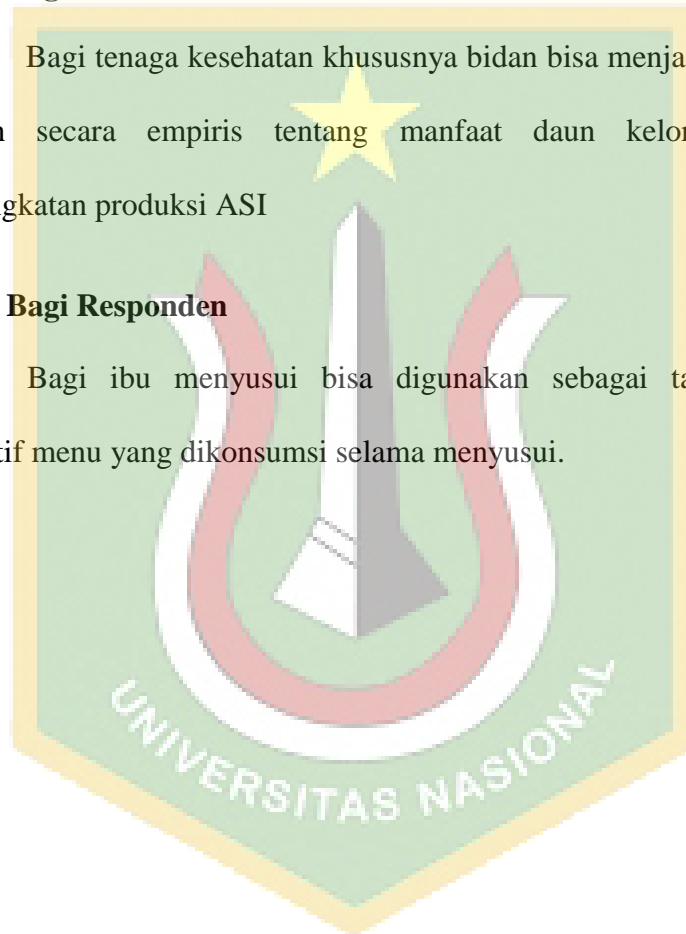 Bagi tenaga kesehatan khususnya bidan bisa menja
secara empiris tentang manfaat daun kelo
gkatan produksi ASI
Bagi Responden
Bagi ibu menyusui bisa digunakan sebagai ta
tif menu yang dikonsumsi selama menyusui.
UNIVERSITAS NASIONAL